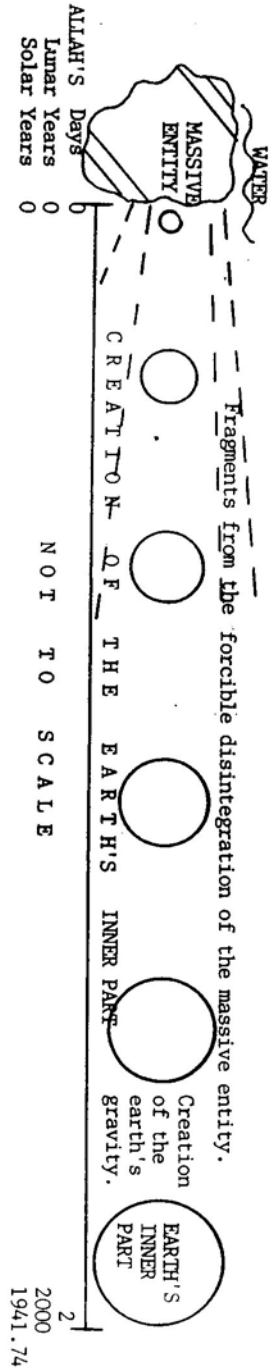 WATER
MASSIVE
ENTITY
Fragments from the forcible disintegration of the massive entity.
Creation
of the
earth's
gravity.
EARTH'S
INNER
PART
CREATION OF THE EARTH'S INNER PART
ALLAH'S Days 0 2
Lunar Years 0 2000
Solar Years 0 1941.74
NOT TO SCALE